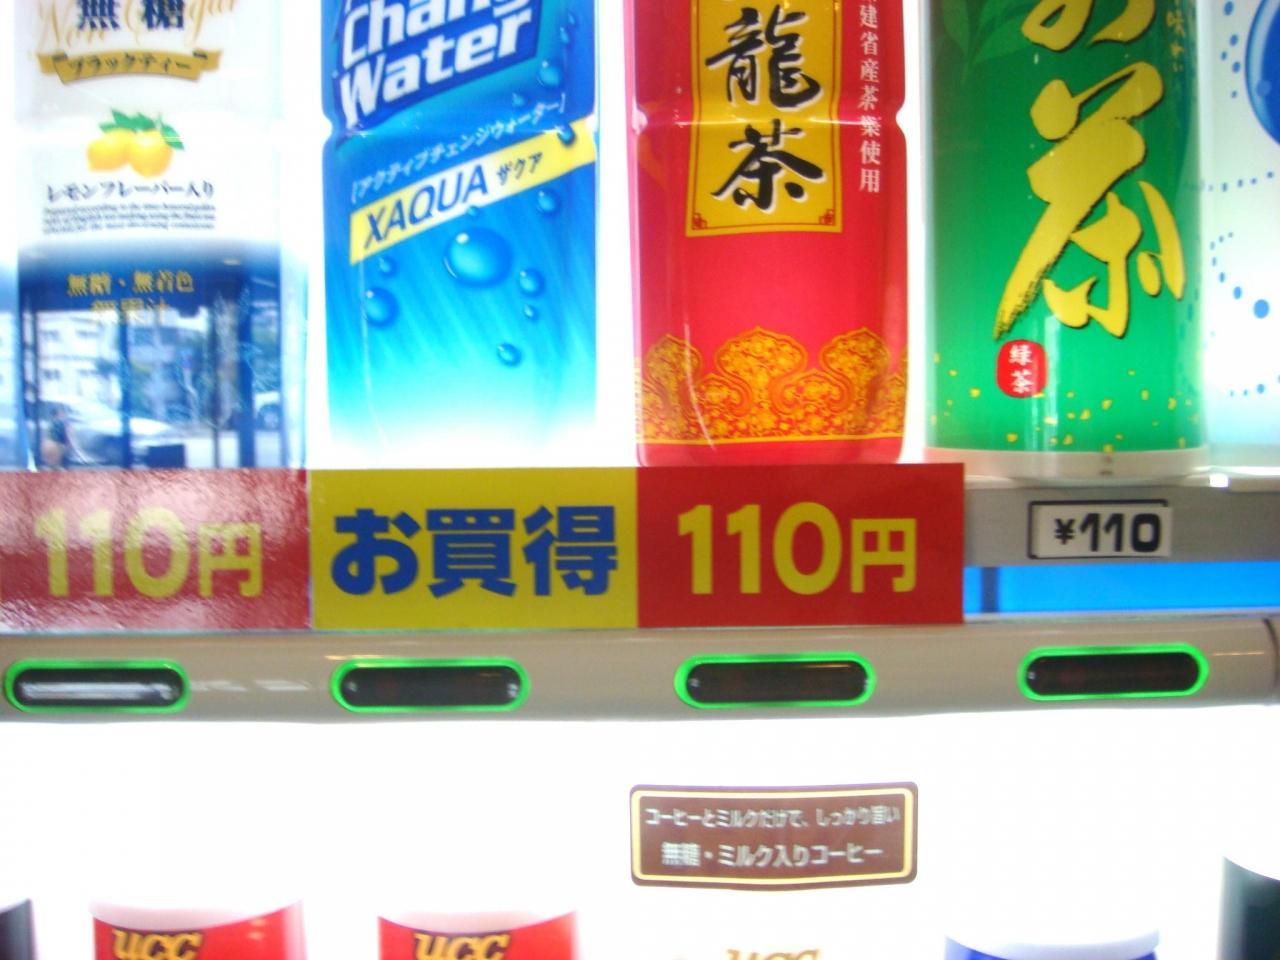 無糖
ブラックティー
レモンフレーバー入り
無糖・無着色
無果汁
Water
[アクティブチェンジウォーター]
XAQUA ザクア
龍茶
建省産茶葉使用
お茶
緑茶
110円
お買得
110円
¥110
コーヒーとミルクだけで、しっかり旨い
無糖・ミルク入りコーヒー
UCC
UCC
UCC